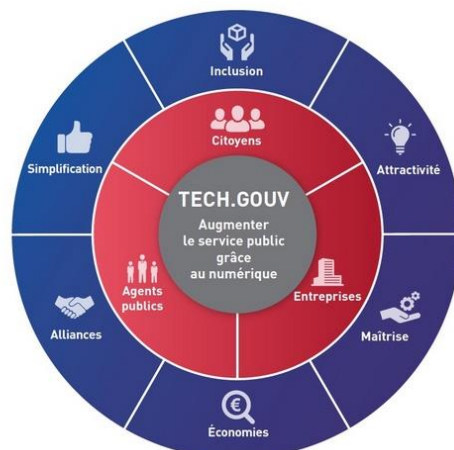 Inclusion
Simplification
Attractivité
Citoyens
TECH.GOUV
Augmenter
le service public
grâce
au numérique
Agents
publics
Entreprises
Alliances
Maîtrise
€
Économies